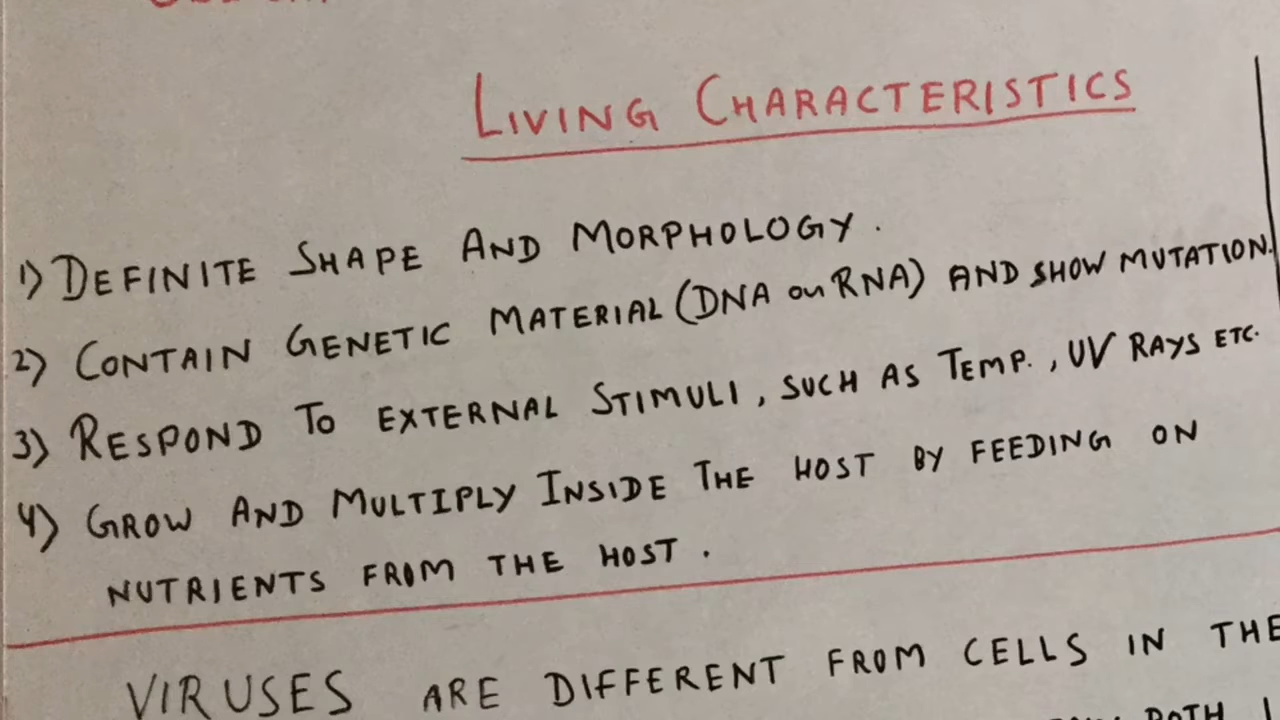 LIVING CHARACTERISTICS
1) DEFINITE SHAPE AND MORPHOLOGY.
2) CONTAIN GENETIC MATERIAL (DNA or RNA) AND SHOW MUTATION.
3) RESPOND TO EXTERNAL STIMULI, SUCH AS TEMP., UV RAYS ETC.
4) GROW AND MULTIPLY INSIDE THE HOST BY FEEDING ON
NUTRIENTS FROM THE HOST.
VIRUSES ARE DIFFERENT FROM CELLS IN THE
BOTH